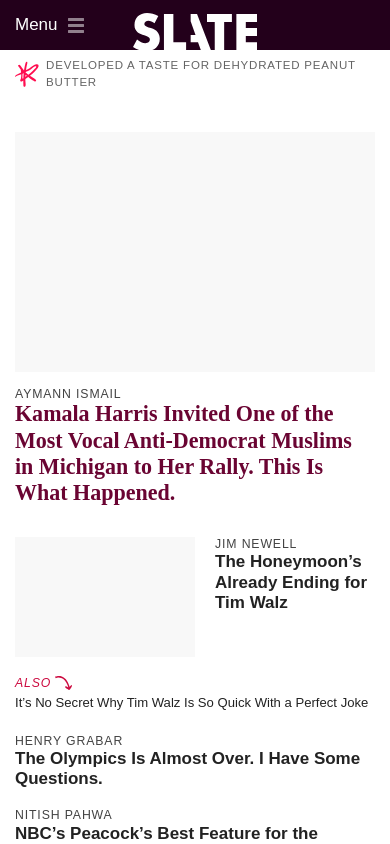 Menu
SLATE
DEVELOPED A TASTE FOR DEHYDRATED PEANUT
BUTTER
AYMANN ISMAIL
Kamala Harris Invited One of the
Most Vocal Anti-Democrat Muslims
in Michigan to Her Rally. This Is
What Happened.
JIM NEWELL
The Honeymoon’s
Already Ending for
Tim Walz
ALSO
It’s No Secret Why Tim Walz Is So Quick With a Perfect Joke
HENRY GRABAR
The Olympics Is Almost Over. I Have Some
Questions.
NITISH PAHWA
NBC’s Peacock’s Best Feature for the